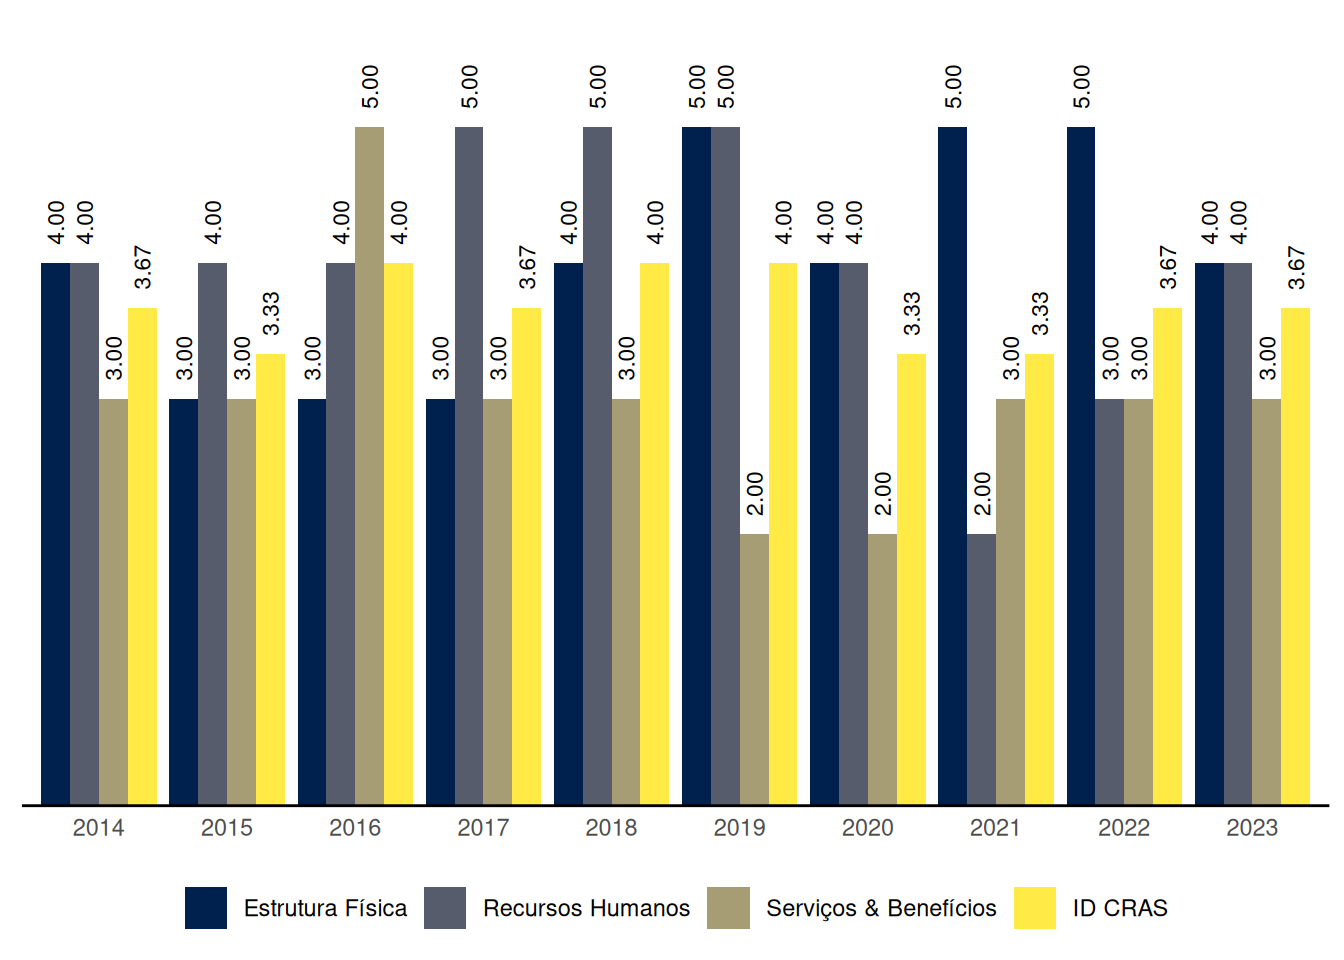 4.00 4.00 3.00 3.67
3.00 4.00 3.00 3.33
3.00 4.00 5.00 4.00
3.00 5.00 3.00 3.67
4.00 5.00 3.00 4.00
5.00 5.00 2.00 4.00
4.00 4.00 2.00 3.33
5.00 2.00 3.00 3.33
5.00 3.00 3.00 3.67
4.00 4.00 3.00 3.67
2014 2015 2016 2017 2018 2019 2020 2021 2022 2023
Estrutura Física Recursos Humanos Serviços & Benefícios ID CRAS